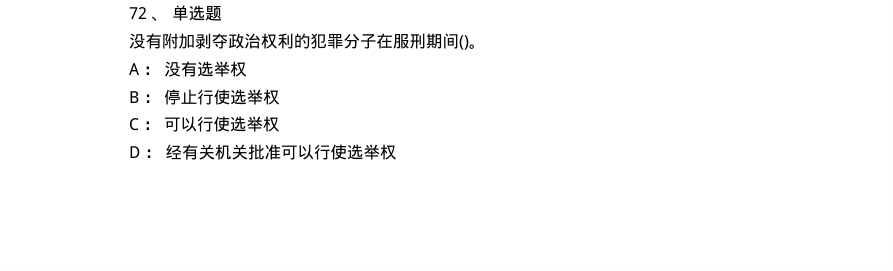 72 、 单选题
没有附加剥夺政治权利的犯罪分子在服刑期间()。
A ： 没有选举权
B ： 停止行使选举权
C ： 可以行使选举权
D ： 经有关机关批准可以行使选举权